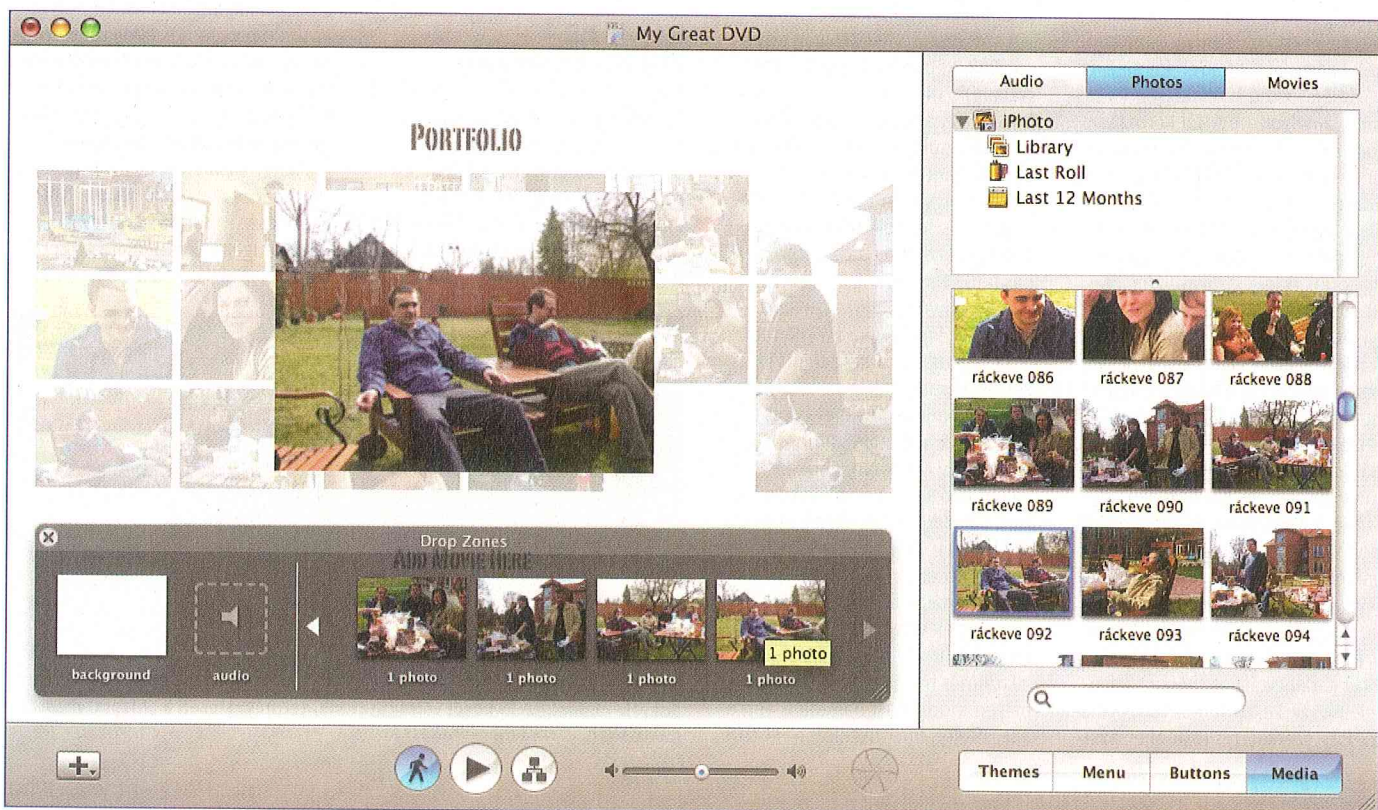 My Great DVD
PORTFOLIO
Drop Zones
ADD MOVIE HERE
background
audio
1 photo
1 photo
1 photo
1 photo
1 photo
Audio
Photos
Movies
iPhoto
Library
Last Roll
Last 12 Months
ráckeve 086
ráckeve 087
ráckeve 088
ráckeve 089
ráckeve 090
ráckeve 091
ráckeve 092
ráckeve 093
ráckeve 094
Themes
Menu
Buttons
Media